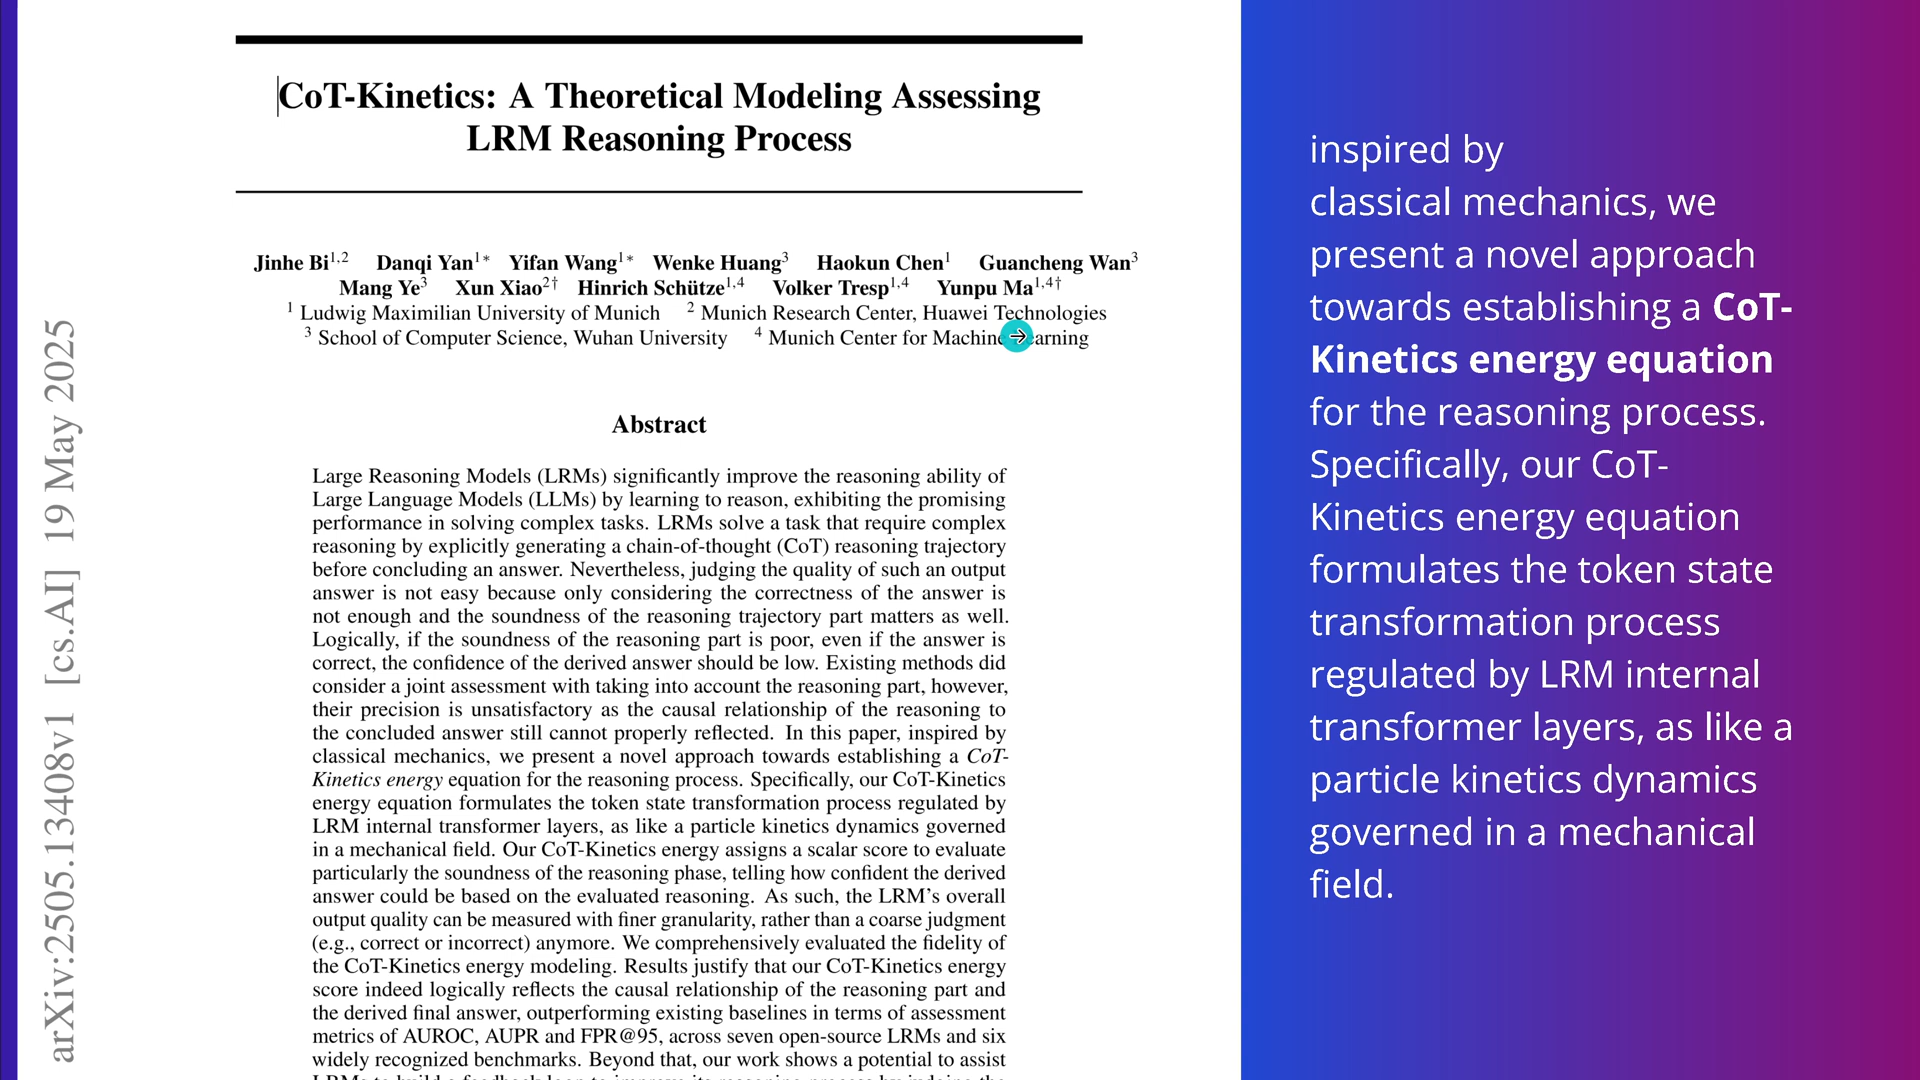 CoT-Kinetics: A Theoretical Modeling Assessing
LRM Reasoning Process
Jinhe Bi1,2 Danqi Yan1* Yifan Wang1* Wenke Huang3 Haokun Chen1 Guancheng Wan3
Mang Ye3 Xun Xiao2† Hinrich Schütze1,4 Volker Tresp1,4 Yunpu Ma1,4†
1 Ludwig Maximilian University of Munich 2 Munich Research Center, Huawei Technologies
3 School of Computer Science, Wuhan University 4 Munich Center for Machine Learning
Abstract
Large Reasoning Models (LRMs) significantly improve the reasoning ability of
Large Language Models (LLMs) by learning to reason, exhibiting the promising
performance in solving complex tasks. LRMs solve a task that require complex
reasoning by explicitly generating a chain-of-thought (CoT) reasoning trajectory
before concluding an answer. Nevertheless, judging the quality of such an output
answer is not easy because only considering the correctness of the answer is
not enough and the soundness of the reasoning trajectory part matters as well.
Logically, if the soundness of the reasoning part is poor, even if the answer is
correct, the confidence of the derived answer should be low. Existing methods did
consider a joint assessment with taking into account the reasoning part, however,
their precision is unsatisfactory as the causal relationship of the reasoning to
the concluded answer still cannot properly reflected. In this paper, inspired by
classical mechanics, we present a novel approach towards establishing a CoT-
Kinetics energy equation for the reasoning process. Specifically, our CoT-Kinetics
energy equation formulates the token state transformation process regulated by
LRM internal transformer layers, as like a particle kinetics dynamics governed
in a mechanical field. Our CoT-Kinetics energy assigns a scalar score to evaluate
particularly the soundness of the reasoning phase, telling how confident the derived
answer could be based on the evaluated reasoning. As such, the LRM's overall
output quality can be measured with finer granularity, rather than a coarse judgment
(e.g., correct or incorrect) anymore. We comprehensively evaluated the fidelity of
the CoT-Kinetics energy modeling. Results justify that our CoT-Kinetics energy
score indeed logically reflects the causal relationship of the reasoning part and
the derived final answer, outperforming existing baselines in terms of assessment
metrics of AUROC, AUPR and FPR@95, across seven open-source LRMs and six
widely recognized benchmarks. Beyond that, our work shows a potential to assist
arXiv:2505.13408v1 [cs.AI] 19 May 2025
inspired by
classical mechanics, we
present a novel approach
towards establishing a CoT-
Kinetics energy equation
for the reasoning process.
Specifically, our CoT-
Kinetics energy equation
formulates the token state
transformation process
regulated by LRM internal
transformer layers, as like a
particle kinetics dynamics
governed in a mechanical
field.